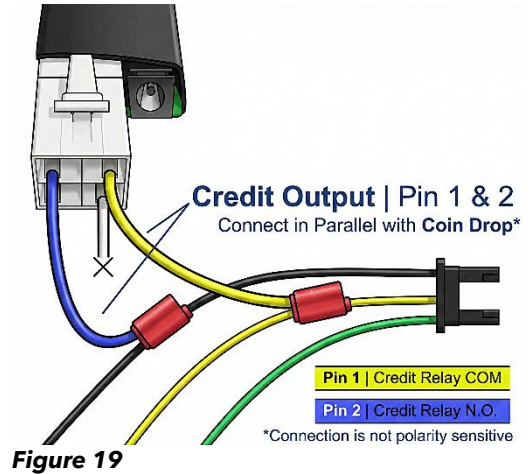 Credit Output | Pin 1 & 2
Connect in Parallel with Coin Drop*
Pin 1 | Credit Relay COM
Pin 2 | Credit Relay N.O.
*Connection is not polarity sensitive
Figure 19